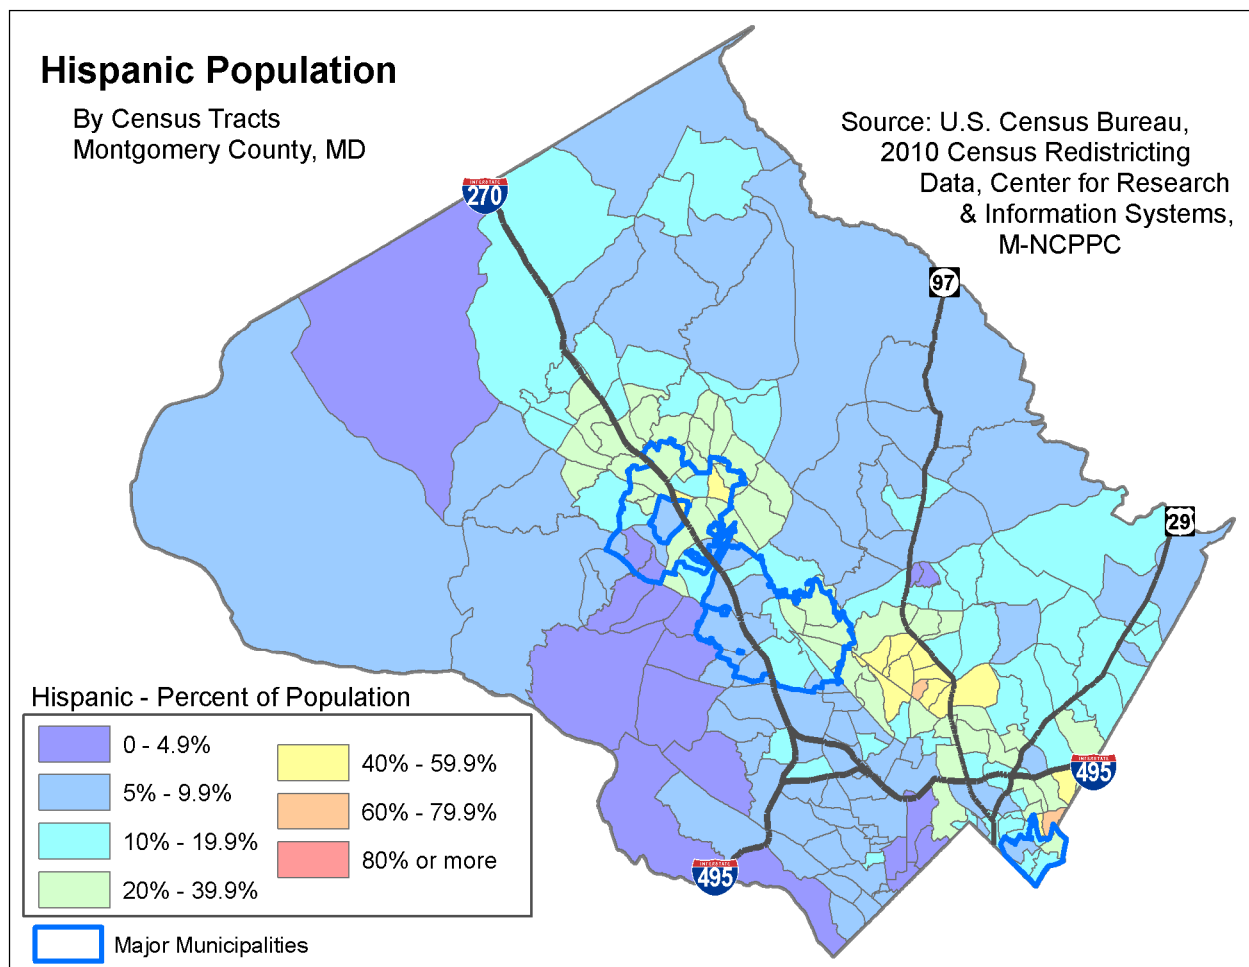 Hispanic Population
By Census Tracts
Montgomery County, MD
Source: U.S. Census Bureau,
2010 Census Redistricting
Data, Center for Research
& Information Systems,
M-NCPPC
INTERSTATE
270
97
29
INTERSTATE
495
INTERSTATE
495
Hispanic - Percent of Population
0 - 4.9%
5% - 9.9%
10% - 19.9%
20% - 39.9%
40% - 59.9%
60% - 79.9%
80% or more
Major Municipalities